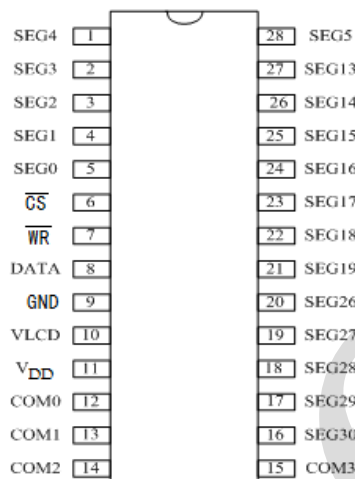 SEG4 1 28 SEG5
SEG3 2 27 SEG13
SEG2 3 26 SEG14
SEG1 4 25 SEG15
SEG0 5 24 SEG16
C̅S̅ 6 23 SEG17
W̅R̅ 7 22 SEG18
DATA 8 21 SEG19
GND 9 20 SEG26
VLCD 10 19 SEG27
VDD 11 18 SEG28
COM0 12 17 SEG29
COM1 13 16 SEG30
COM2 14 15 COM3